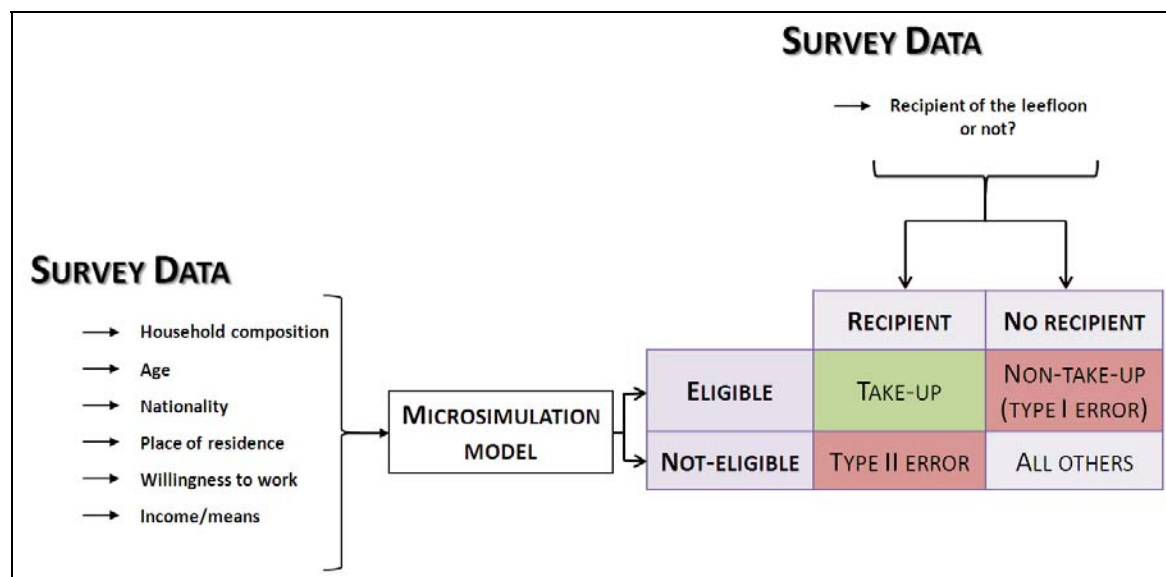 SURVEY DATA
Recipient of the leefloon
or not?
SURVEY DATA
Household composition
Age
Nationality
Place of residence
Willingness to work
Income/means
MICROSIMULATION
MODEL
RECIPIENT
NO RECIPIENT
ELIGIBLE
TAKE-UP
NON-TAKE-UP
(TYPE I ERROR)
NOT-ELIGIBLE
TYPE II ERROR
ALL OTHERS